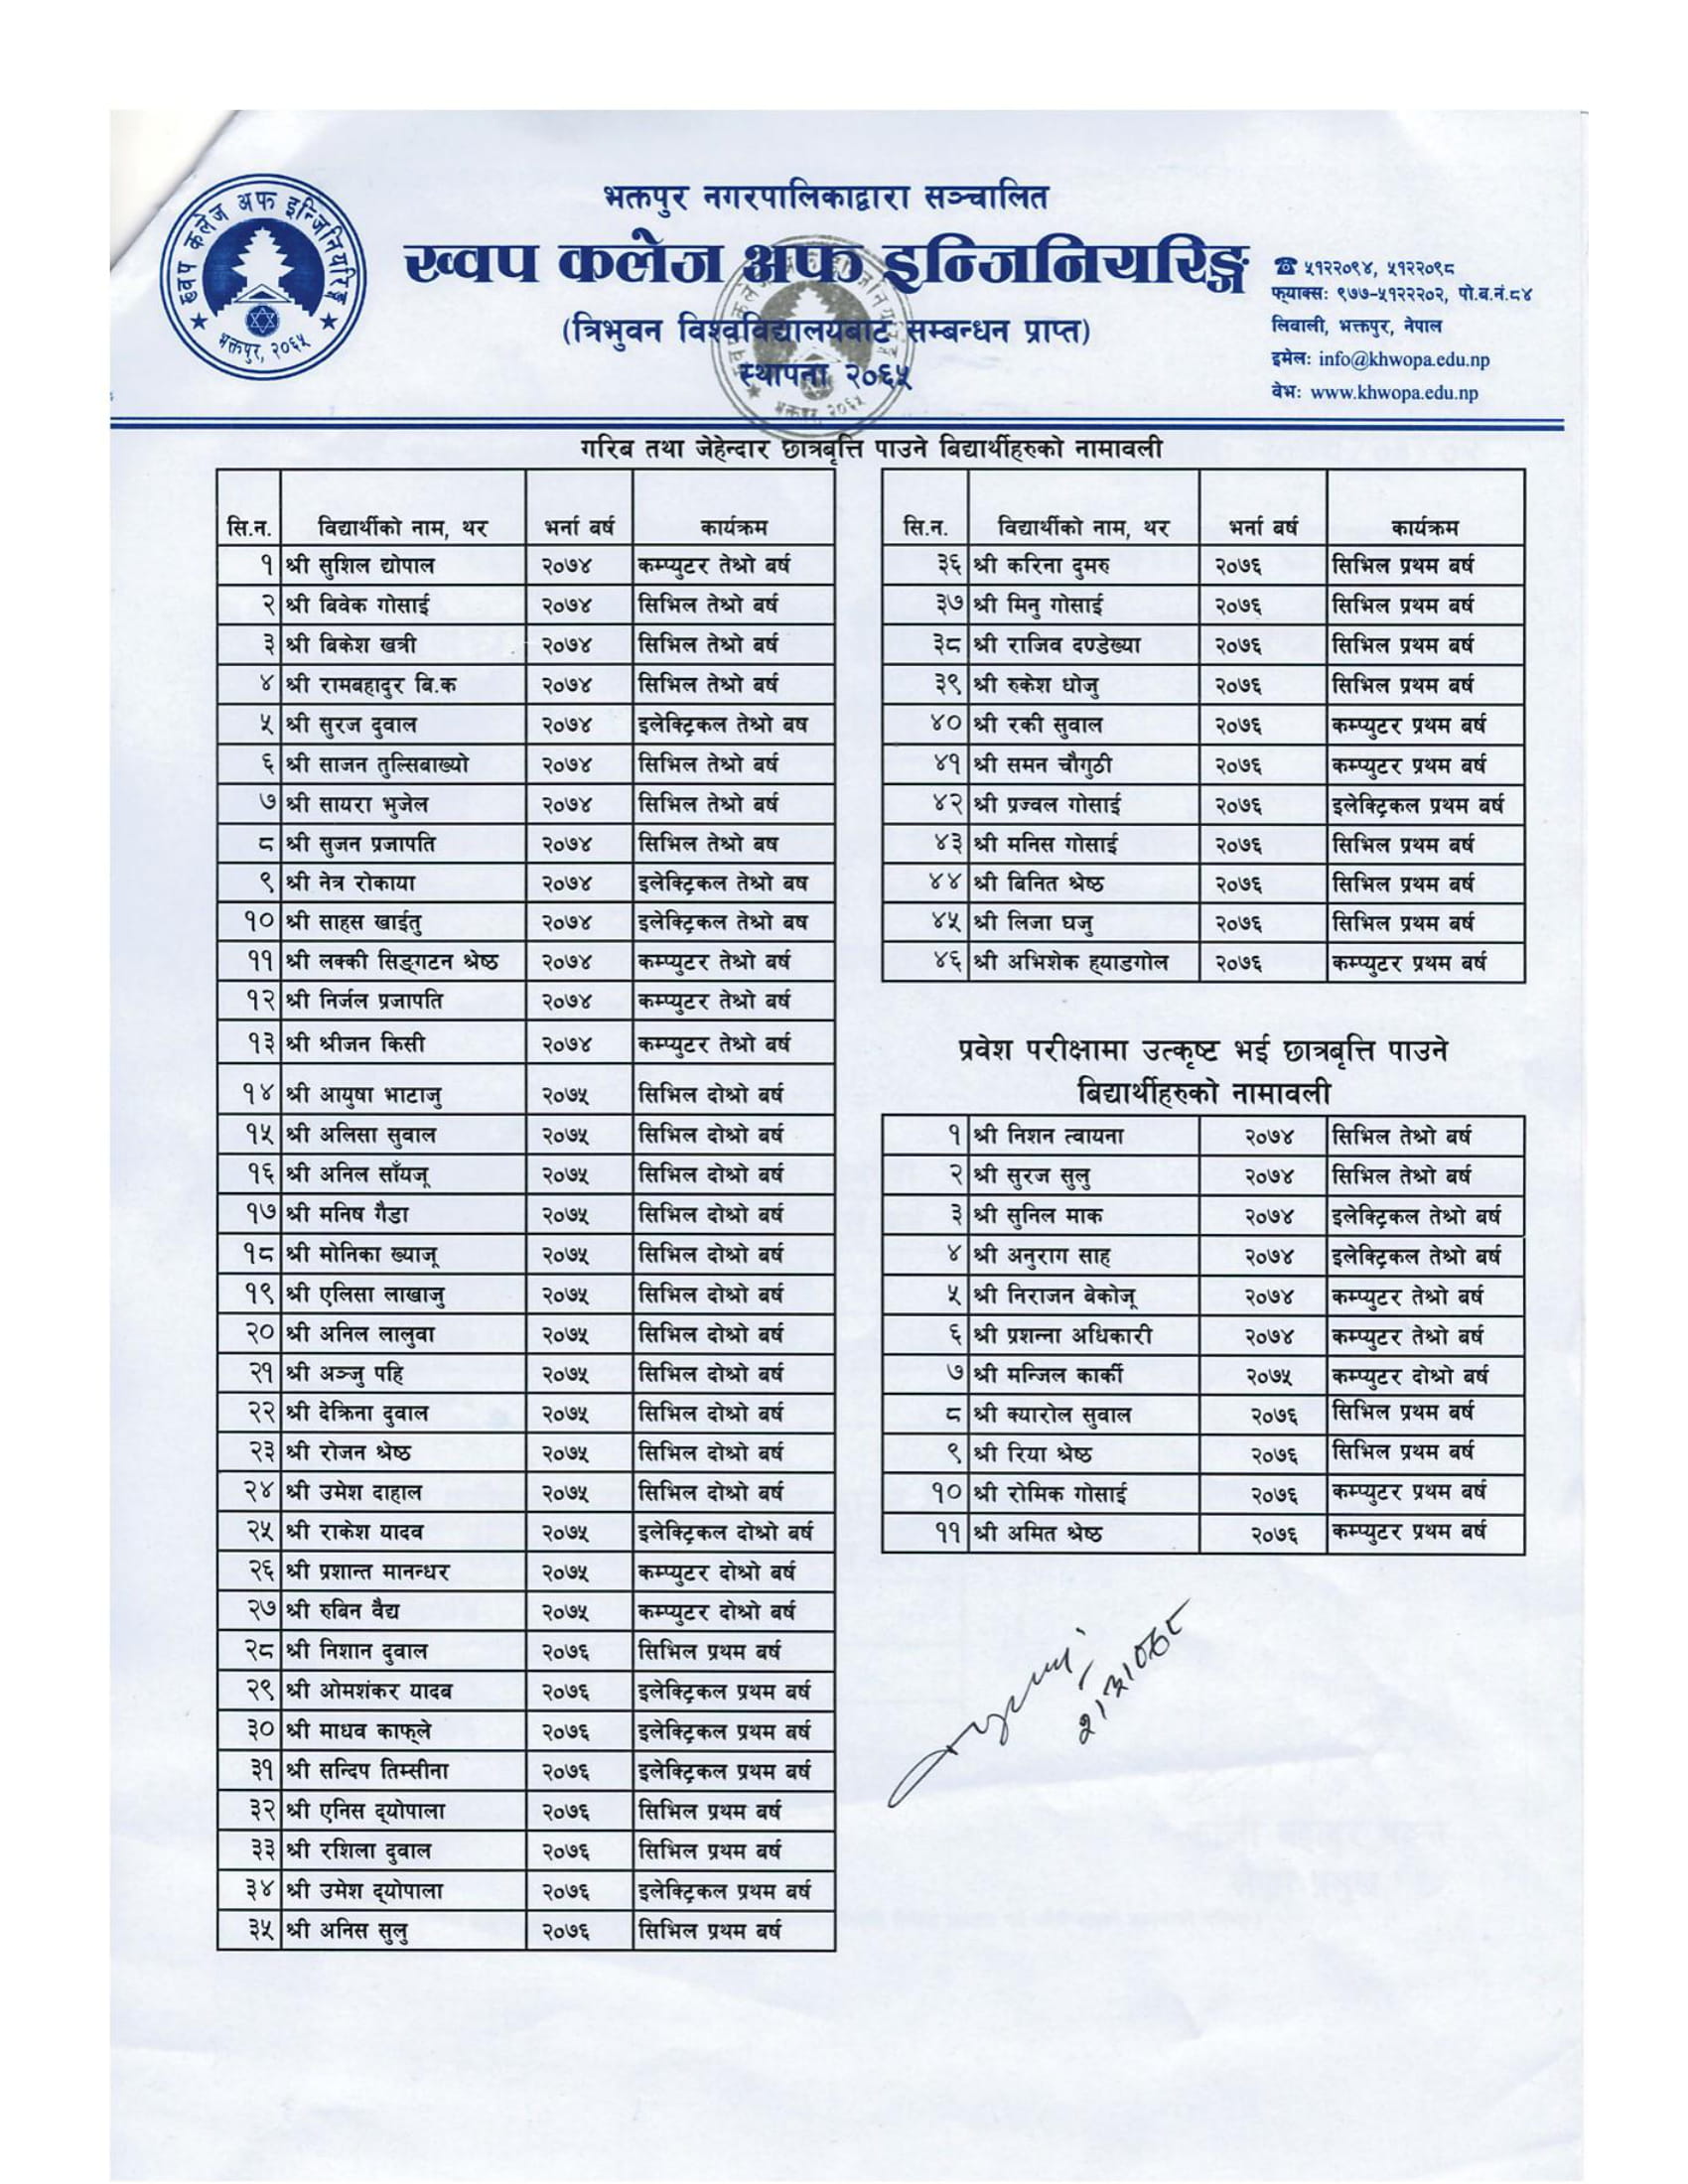 ख्वप कलेज अफ इन्जिनियरिङ्ग
भक्तपुर, २०६५
भक्तपुर नगरपालिकाद्वारा सञ्चालित
ख्वप कलेज अफ इन्जिनियरिङ्ग
(त्रिभुवन विश्वविद्यालयबाट सम्बन्धन प्राप्त)
स्थापना २०६५
☎ ५१२२०९४, ५१२२०९८
फ्याक्स: ९७७-५१२२२०२, पो.ब.नं.८४
लिवाली, भक्तपुर, नेपाल
इमेल: info@khwopa.edu.np
वेभ: www.khwopa.edu.np
गरिब तथा जेहेन्दार छात्रबृत्ति पाउने बिद्यार्थीहरुको नामावली
सि.न. विद्यार्थीको नाम, थर भर्ना बर्ष कार्यक्रम
१ श्री सुशिल द्योपाल २०७४ कम्प्युटर तेश्रो बर्ष
२ श्री बिवेक गोसाई २०७४ सिभिल तेश्रो बर्ष
३ श्री बिकेश खत्री २०७४ सिभिल तेश्रो बर्ष
४ श्री रामबहादुर बि.क २०७४ सिभिल तेश्रो बर्ष
५ श्री सुरज दुवाल २०७४ इलेक्ट्रिकल तेश्रो बष
६ श्री साजन तुल्सिबाख्यो २०७४ सिभिल तेश्रो बर्ष
७ श्री सायरा भुजेल २०७४ सिभिल तेश्रो बर्ष
८ श्री सुजन प्रजापति २०७४ सिभिल तेश्रो बष
९ श्री नेत्र रोकाया २०७४ इलेक्ट्रिकल तेश्रो बष
१० श्री साहस खाईतु २०७४ इलेक्ट्रिकल तेश्रो बष
११ श्री लक्की सिङ्गटन श्रेष्ठ २०७४ कम्प्युटर तेश्रो बर्ष
१२ श्री निर्जल प्रजापति २०७४ कम्प्युटर तेश्रो बर्ष
१३ श्री श्रीजन किसी २०७४ कम्प्युटर तेश्रो बर्ष
१४ श्री आयुषा भाटाजु २०७५ सिभिल दोश्रो बर्ष
१५ श्री अलिसा सुवाल २०७५ सिभिल दोश्रो बर्ष
१६ श्री अनिल साँयजू २०७५ सिभिल दोश्रो बर्ष
१७ श्री मनिष गैडा २०७५ सिभिल दोश्रो बर्ष
१८ श्री मोनिका ख्याजू २०७५ सिभिल दोश्रो बर्ष
१९ श्री एलिसा लाखाजु २०७५ सिभिल दोश्रो बर्ष
२० श्री अनिल लालुवा २०७५ सिभिल दोश्रो बर्ष
२१ श्री अञ्जु पहि २०७५ सिभिल दोश्रो बर्ष
२२ श्री देक्रिना दुवाल २०७५ सिभिल दोश्रो बर्ष
२३ श्री रोजन श्रेष्ठ २०७५ सिभिल दोश्रो बर्ष
२४ श्री उमेश दाहाल २०७५ सिभिल दोश्रो बर्ष
२५ श्री राकेश यादव २०७५ इलेक्ट्रिकल दोश्रो बर्ष
२६ श्री प्रशान्त मानन्धर २०७५ कम्प्युटर दोश्रो बर्ष
२७ श्री रुबिन वैद्य २०७५ कम्प्युटर दोश्रो बर्ष
२८ श्री निशान दुवाल २०७६ सिभिल प्रथम बर्ष
२९ श्री ओमशंकर यादब २०७६ इलेक्ट्रिकल प्रथम बर्ष
३० श्री माधव काफ्ले २०७६ इलेक्ट्रिकल प्रथम बर्ष
३१ श्री सन्दिप तिम्सीना २०७६ इलेक्ट्रिकल प्रथम बर्ष
३२ श्री एनिस द्योपाला २०७६ सिभिल प्रथम बर्ष
३३ श्री रशिला दुवाल २०७६ सिभिल प्रथम बर्ष
३४ श्री उमेश द्योपाला २०७६ इलेक्ट्रिकल प्रथम बर्ष
३५ श्री अनिस सुलु २०७६ सिभिल प्रथम बर्ष
सि.न. विद्यार्थीको नाम, थर भर्ना बर्ष कार्यक्रम
३६ श्री करिना दुमरु २०७६ सिभिल प्रथम बर्ष
३७ श्री मिनु गोसाई २०७६ सिभिल प्रथम बर्ष
३८ श्री राजिब दण्डेख्या २०७६ सिभिल प्रथम बर्ष
३९ श्री रुकेश धोजु २०७६ सिभिल प्रथम बर्ष
४० श्री रकी सुवाल २०७६ कम्प्युटर प्रथम बर्ष
४१ श्री समन चौगुठी २०७६ कम्प्युटर प्रथम बर्ष
४२ श्री प्रज्वल गोसाई २०७६ इलेक्ट्रिकल प्रथम बर्ष
४३ श्री मनिस गोसाई २०७६ सिभिल प्रथम बर्ष
४४ श्री बिनित श्रेष्ठ २०७६ सिभिल प्रथम बर्ष
४५ श्री लिजा घजु २०७६ सिभिल प्रथम बर्ष
४६ श्री अभिशेक ह्याडगोल २०७६ कम्प्युटर प्रथम बर्ष
प्रवेश परीक्षामा उत्कृष्ट भई छात्रबृत्ति पाउने
बिद्यार्थीहरुको नामावली
१ श्री निशन त्वायना २०७४ सिभिल तेश्रो बर्ष
२ श्री सुरज सुलु २०७४ सिभिल तेश्रो बर्ष
३ श्री सुनिल माक २०७४ इलेक्ट्रिकल तेश्रो बर्ष
४ श्री अनुराग साह २०७४ इलेक्ट्रिकल तेश्रो बर्ष
५ श्री निराजन बेकोजू २०७४ कम्प्युटर तेश्रो बर्ष
६ श्री प्रशन्ना अधिकारी २०७४ कम्प्युटर तेश्रो बर्ष
७ श्री मन्जिल कार्की २०७५ कम्प्युटर दोश्रो बर्ष
८ श्री क्यारोल सुवाल २०७६ सिभिल प्रथम बर्ष
९ श्री रिया श्रेष्ठ २०७६ सिभिल प्रथम बर्ष
१० श्री रोमिक गोसाई २०७६ कम्प्युटर प्रथम बर्ष
११ श्री अमित श्रेष्ठ २०७६ कम्प्युटर प्रथम बर्ष